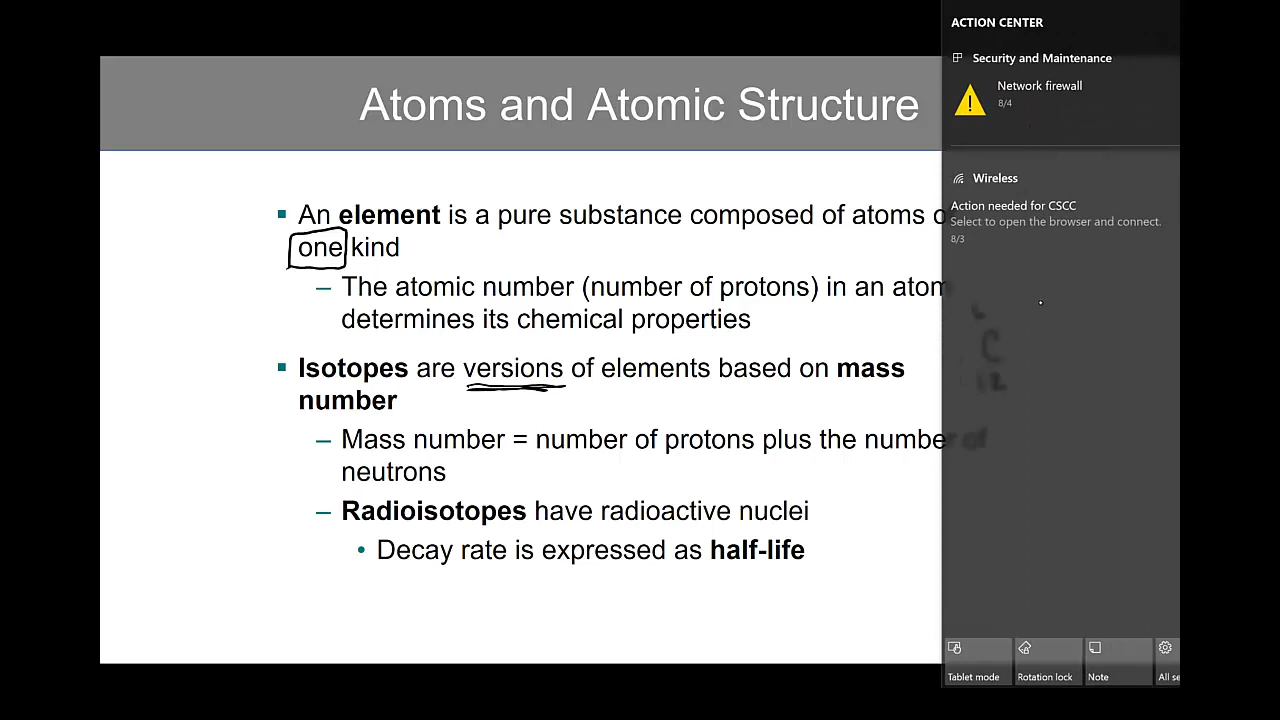 Atoms and Atomic Structure
▪ An element is a pure substance composed of atoms
one kind
– The atomic number (number of protons) in an atom
determines its chemical properties
▪ Isotopes are versions of elements based on mass
number
– Mass number = number of protons plus the number of
neutrons
– Radioisotopes have radioactive nuclei
• Decay rate is expressed as half-life
6
C
12
ACTION CENTER
Security and Maintenance
Network firewall
8/4
Wireless
Action needed for CSCC
Select to open the browser and connect.
8/3
Tablet mode
Rotation lock
Note
All se